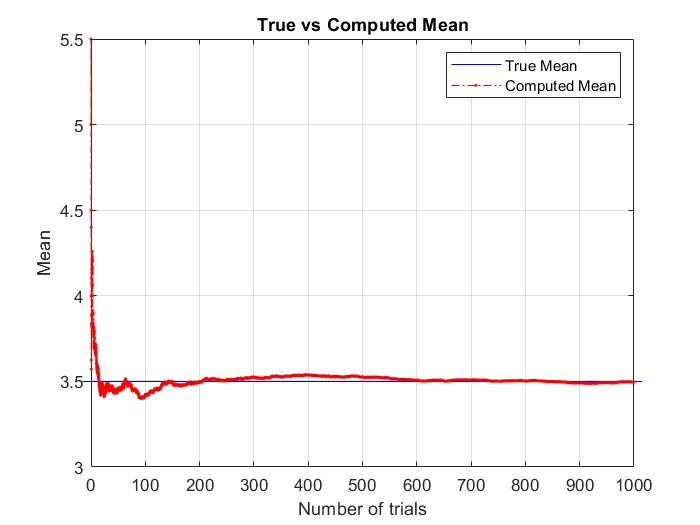 True vs Computed Mean
5.5
5
4.5
4
3.5
3
Mean
True Mean
Computed Mean
0 100 200 300 400 500 600 700 800 900 1000
Number of trials